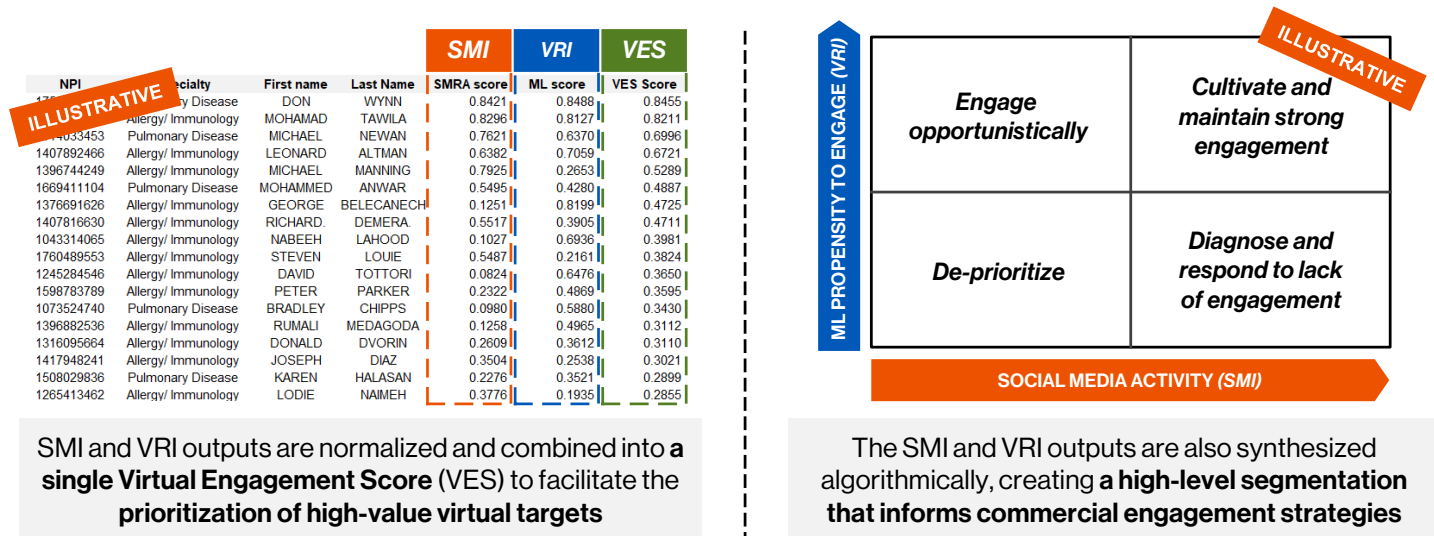 SMI VRI VES
NPI ecialty First name Last Name SMRA score ML score VES Score
ILLUSTRATIVE
ry Disease DON WYNN 0.8421 0.8488 0.8455
Allergy/ Immunology MOHAMAD TAWILA 0.8296 0.8127 0.8211
4033453 Pulmonary Disease MICHAEL NEWAN 0.7621 0.6370 0.6996
1407892466 Allergy/ Immunology LEONARD ALTMAN 0.6382 0.7059 0.6721
1396744249 Allergy/ Immunology MICHAEL MANNING 0.7925 0.2653 0.5289
1669411104 Pulmonary Disease MOHAMMED ANWAR 0.5495 0.4280 0.4887
1376691626 Allergy/ Immunology GEORGE BELECANECH 0.1251 0.8199 0.4725
1407816630 Allergy/ Immunology RICHARD. DEMERA. 0.5517 0.3905 0.4711
1043314065 Allergy/ Immunology NABEEH LAHOOD 0.1027 0.6936 0.3981
1760489553 Allergy/ Immunology STEVEN LOUIE 0.5487 0.2161 0.3824
1245284546 Allergy/ Immunology DAVID TOTTORI 0.0824 0.6476 0.3650
1598783789 Allergy/ Immunology PETER PARKER 0.2322 0.4869 0.3595
1073524740 Pulmonary Disease BRADLEY CHIPPS 0.0980 0.5880 0.3430
1396882536 Allergy/ Immunology RUMALI MEDAGODA 0.1258 0.4965 0.3112
1316095664 Allergy/ Immunology DONALD DVORIN 0.2609 0.3612 0.3110
1417948241 Allergy/ Immunology JOSEPH DIAZ 0.3504 0.2538 0.3021
1508029836 Pulmonary Disease KAREN HALASAN 0.2276 0.3521 0.2899
1265413462 Allergy/ Immunology LODIE NAIMEH 0.3776 0.1935 0.2855
SMI and VRI outputs are normalized and combined into a
single Virtual Engagement Score (VES) to facilitate the
prioritization of high-value virtual targets
ML PROPENSITY TO ENGAGE (VRI)
ILLUSTRATIVE
Engage
opportunistically
Cultivate and
maintain strong
engagement
De-prioritize
Diagnose and
respond to lack
of engagement
SOCIAL MEDIA ACTIVITY (SMI)
The SMI and VRI outputs are also synthesized
algorithmically, creating a high-level segmentation
that informs commercial engagement strategies